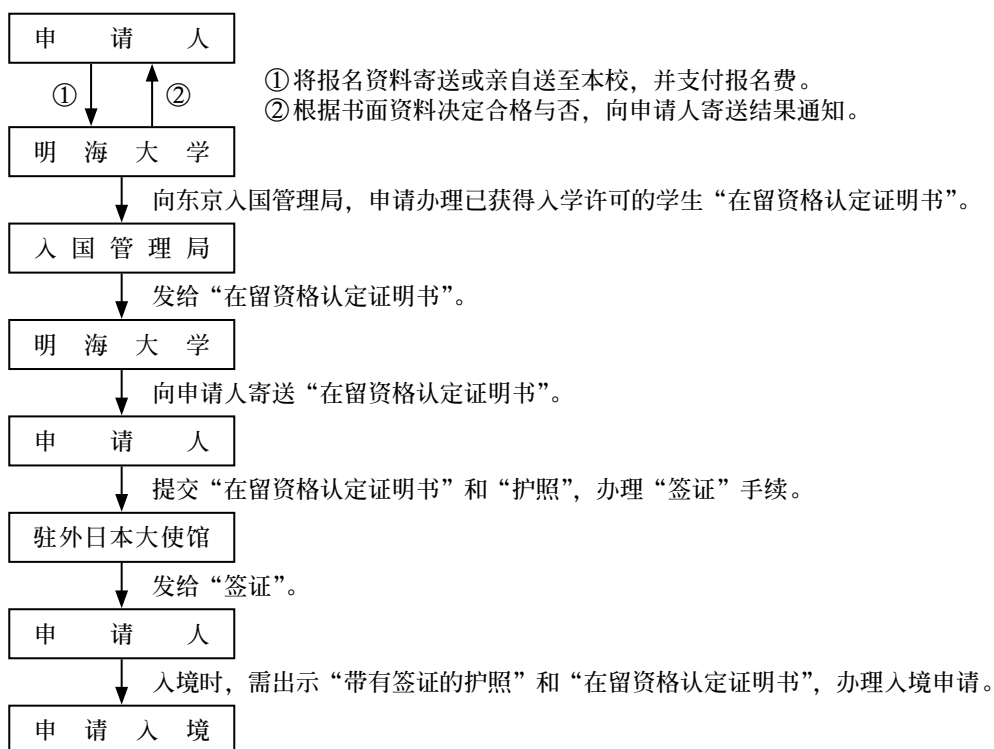 申请人
①将报名资料寄送或亲自送至本校，并支付报名费。
① ②
②根据书面资料决定合格与否，向申请人寄送结果通知。
明海大学
向东京入国管理局，申请办理已获得入学许可的学生“在留资格认定证明书”。
入国管理局
发给“在留资格认定证明书”。
明海大学
向申请人寄送“在留资格认定证明书”。
申请人
提交“在留资格认定证明书”和“护照”，办理“签证”手续。
驻外日本大使馆
发给“签证”。
申请人
入境时，需出示“带有签证的护照”和“在留资格认定证明书”，办理入境申请。
申请入境